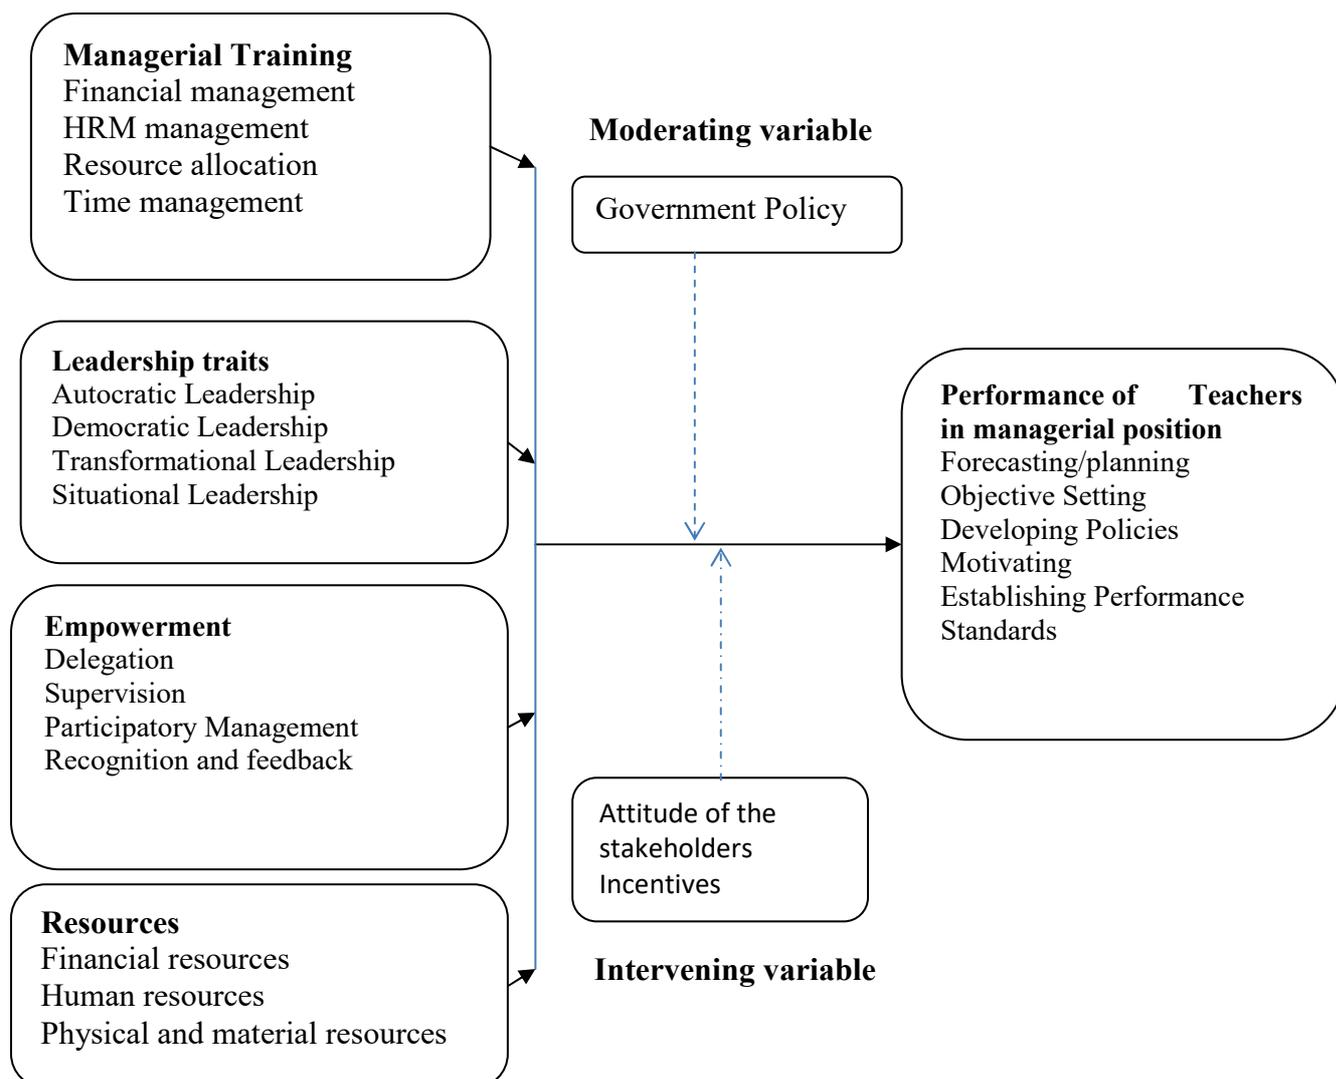 Managerial Training
Financial management
HRM management
Resource allocation
Time management
Moderating variable
Government Policy
Leadership traits
Autocratic Leadership
Democratic Leadership
Transformational Leadership
Situational Leadership
Performance of Teachers
in managerial position
Forecasting/planning
Objective Setting
Developing Policies
Motivating
Establishing Performance
Standards
Empowerment
Delegation
Supervision
Participatory Management
Recognition and feedback
Attitude of the
stakeholders
Incentives
Intervening variable
Resources
Financial resources
Human resources
Physical and material resources